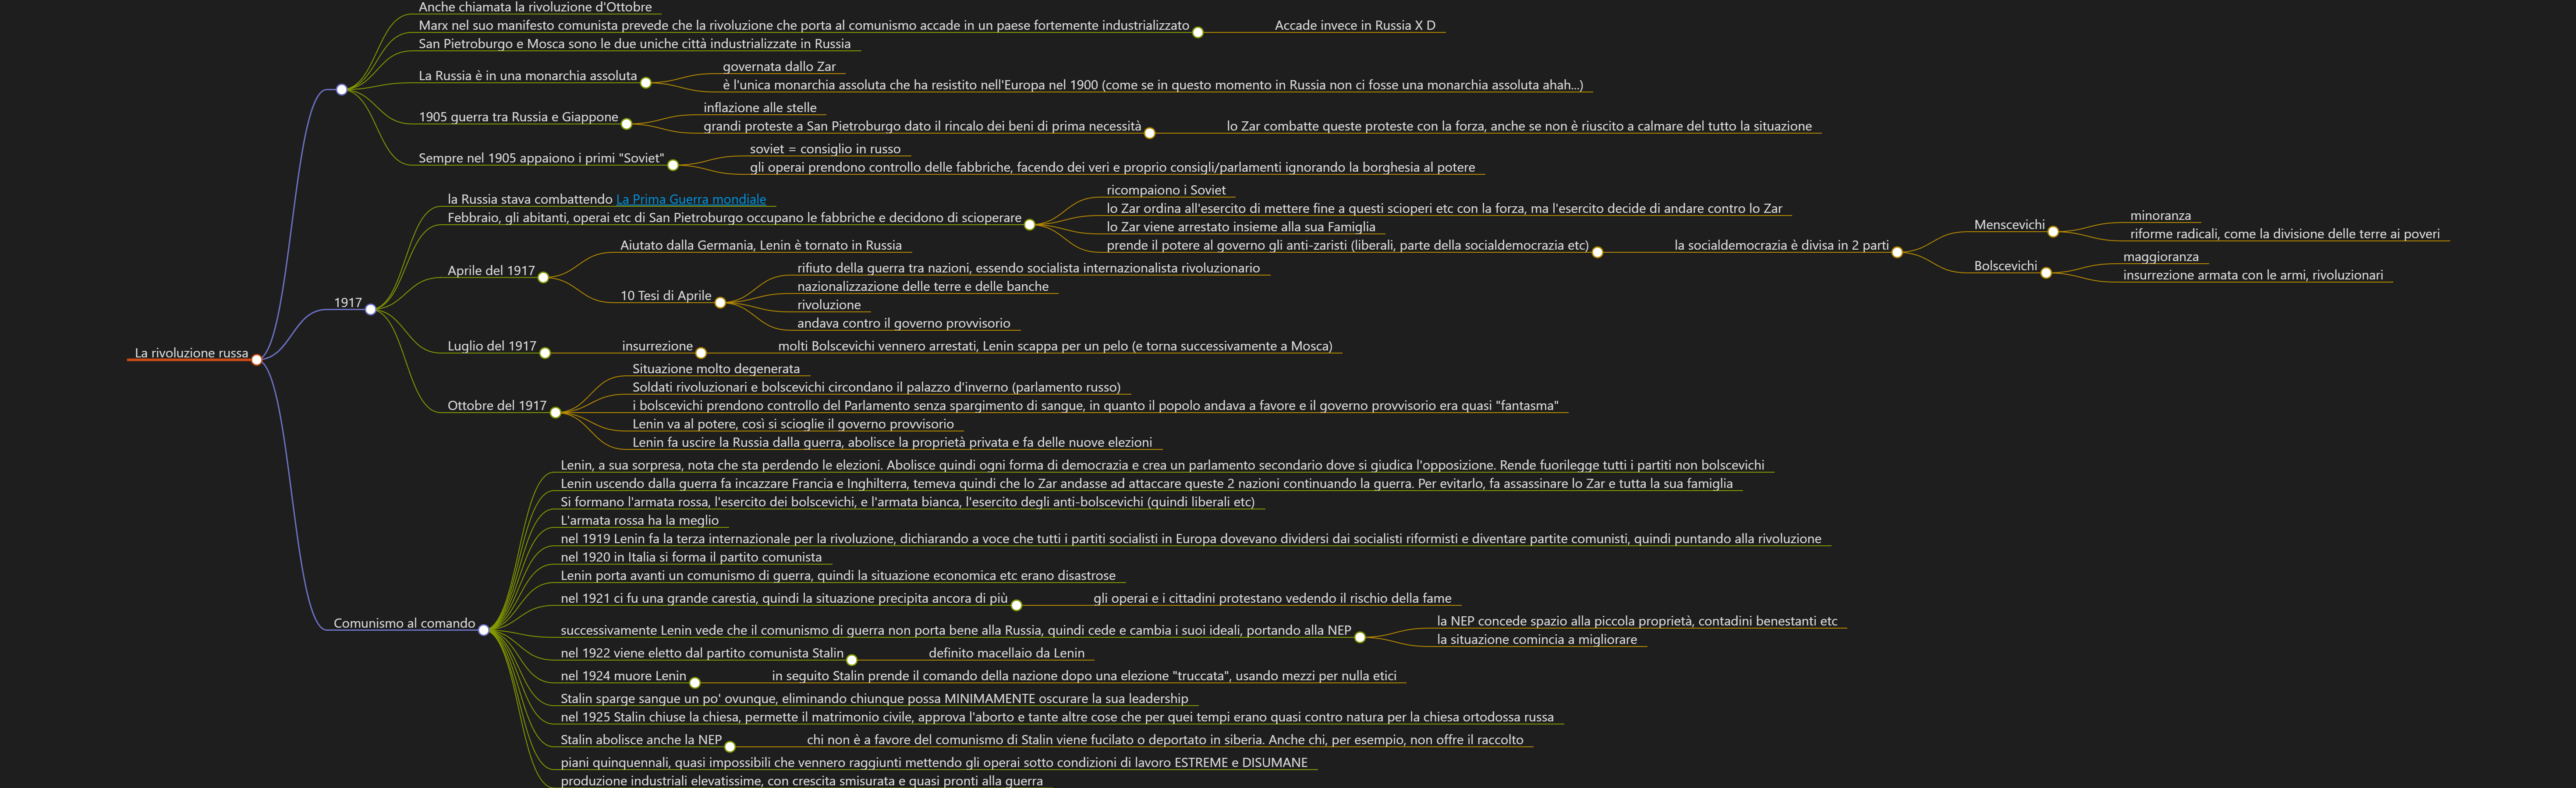 La rivoluzione russa
Anche chiamata la rivoluzione d'Ottobre
Marx nel suo manifesto comunista prevede che la rivoluzione che porta al comunismo accade in un paese fortemente industrializzato
Accade invece in Russia X D
San Pietroburgo e Mosca sono le due uniche città industrializzate in Russia
La Russia è in una monarchia assoluta
governata dallo Zar
è l'unica monarchia assoluta che ha resistito nell'Europa nel 1900 (come se in questo momento in Russia non ci fosse una monarchia assoluta ahah...)
1905 guerra tra Russia e Giappone
inflazione alle stelle
grandi proteste a San Pietroburgo dato il rincalo dei beni di prima necessità
lo Zar combatte queste proteste con la forza, anche se non è riuscito a calmare del tutto la situazione
Sempre nel 1905 appaiono i primi "Soviet"
soviet = consiglio in russo
gli operai prendono controllo delle fabbriche, facendo dei veri e proprio consigli/parlamenti ignorando la borghesia al potere
1917
la Russia stava combattendo La Prima Guerra mondiale
Febbraio, gli abitanti, operai etc di San Pietroburgo occupano le fabbriche e decidono di scioperare
ricompaiono i Soviet
lo Zar ordina all'esercito di mettere fine a questi scioperi etc con la forza, ma l'esercito decide di andare contro lo Zar
lo Zar viene arrestato insieme alla sua Famiglia
prende il potere al governo gli anti-zaristi (liberali, parte della socialdemocrazia etc)
la socialdemocrazia è divisa in 2 parti
Menscevichi
minoranza
riforme radicali, come la divisione delle terre ai poveri
Bolscevichi
maggioranza
insurrezione armata con le armi, rivoluzionari
Aprile del 1917
Aiutato dalla Germania, Lenin è tornato in Russia
10 Tesi di Aprile
rifiuto della guerra tra nazioni, essendo socialista internazionalista rivoluzionario
nazionalizzazione delle terre e delle banche
rivoluzione
andava contro il governo provvisorio
Luglio del 1917
insurrezione
molti Bolscevichi vennero arrestati, Lenin scappa per un pelo (e torna successivamente a Mosca)
Ottobre del 1917
Situazione molto degenerata
Soldati rivoluzionari e bolscevichi circondano il palazzo d'inverno (parlamento russo)
i bolscevichi prendono controllo del Parlamento senza spargimento di sangue, in quanto il popolo andava a favore e il governo provvisorio era quasi "fantasma"
Lenin va al potere, così si scioglie il governo provvisorio
Lenin fa uscire la Russia dalla guerra, abolisce la proprietà privata e fa delle nuove elezioni
Comunismo al comando
Lenin, a sua sorpresa, nota che sta perdendo le elezioni. Abolisce quindi ogni forma di democrazia e crea un parlamento secondario dove si giudica l'opposizione. Rende fuorilegge tutti i partiti non bolscevichi
Lenin uscendo dalla guerra fa incazzare Francia e Inghilterra, temeva quindi che lo Zar andasse ad attaccare queste 2 nazioni continuando la guerra. Per evitarlo, fa assassinare lo Zar e tutta la sua famiglia
Si formano l'armata rossa, l'esercito dei bolscevichi, e l'armata bianca, l'esercito degli anti-bolscevichi (quindi liberali etc)
L'armata rossa ha la meglio
nel 1919 Lenin fa la terza internazionale per la rivoluzione, dichiarando a voce che tutti i partiti socialisti in Europa dovevano dividersi dai socialisti riformisti e diventare partite comunisti, quindi puntando alla rivoluzione
nel 1920 in Italia si forma il partito comunista
Lenin porta avanti un comunismo di guerra, quindi la situazione economica etc erano disastrose
nel 1921 ci fu una grande carestia, quindi la situazione precipita ancora di più
gli operai e i cittadini protestano vedendo il rischio della fame
successivamente Lenin vede che il comunismo di guerra non porta bene alla Russia, quindi cede e cambia i suoi ideali, portando alla NEP
la NEP concede spazio alla piccola proprietà, contadini benestanti etc
la situazione comincia a migliorare
nel 1922 viene eletto dal partito comunista Stalin
definito macellaio da Lenin
nel 1924 muore Lenin
in seguito Stalin prende il comando della nazione dopo una elezione "truccata", usando mezzi per nulla etici
Stalin sparge sangue un po' ovunque, eliminando chiunque possa MINIMAMENTE oscurare la sua leadership
nel 1925 Stalin chiuse la chiesa, permette il matrimonio civile, approva l'aborto e tante altre cose che per quei tempi erano quasi contro natura per la chiesa ortodossa russa
Stalin abolisce anche la NEP
chi non è a favore del comunismo di Stalin viene fucilato o deportato in siberia. Anche chi, per esempio, non offre il raccolto
piani quinquennali, quasi impossibili che vennero raggiunti mettendo gli operai sotto condizioni di lavoro ESTREME e DISUMANE
produzione industriali elevatissime, con crescita smisurata e quasi pronti alla guerra